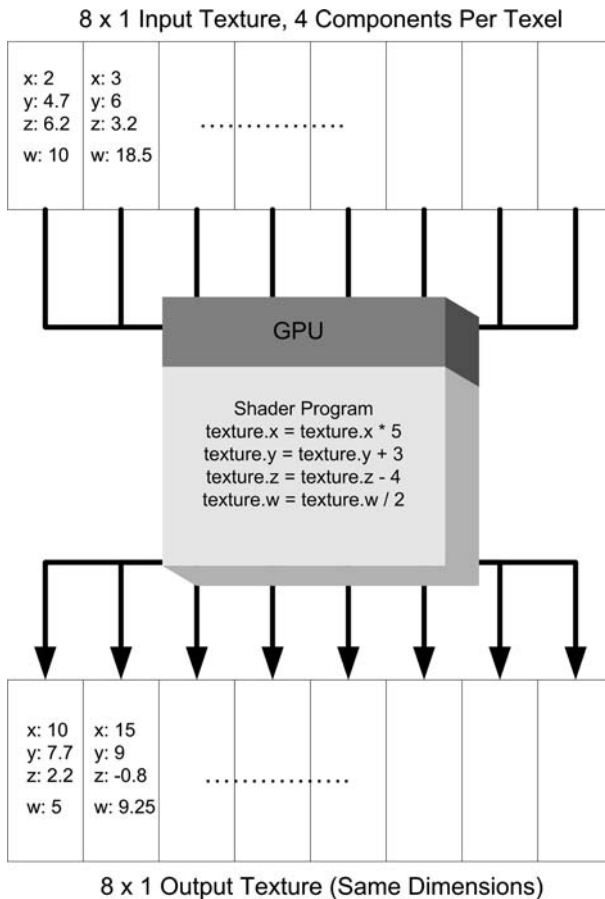 8 x 1 Input Texture, 4 Components Per Texel
x: 2
y: 4.7
z: 6.2
w: 10
x: 3
y: 6
z: 3.2
w: 18.5
....................
GPU
Shader Program
texture.x = texture.x * 5
texture.y = texture.y + 3
texture.z = texture.z - 4
texture.w = texture.w / 2
x: 10
y: 7.7
z: 2.2
w: 5
x: 15
y: 9
z: -0.8
w: 9.25
....................
8 x 1 Output Texture (Same Dimensions)